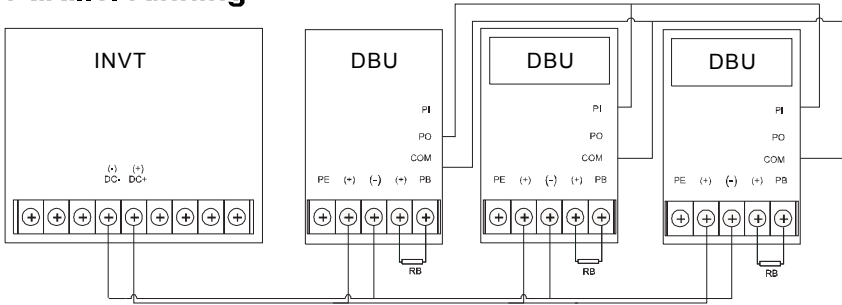 INVT
(-) (+)
DC- DC+
DBU
PI
PO
COM
PE (+) (-) (+) PB
RB
DBU
PI
PO
COM
PE (+) (-) (+) PB
RB
DBU
PI
PO
COM
PE (+) (-) (+) PB
RB